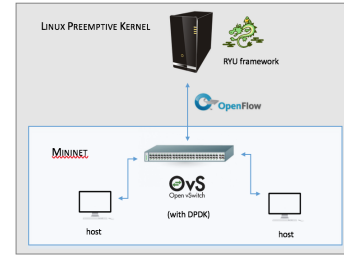 LINUX PREEMPTIVE KERNEL
RYU framework
OpenFlow
MININET
OvS
Open vSwitch
(with DPDK)
host
host